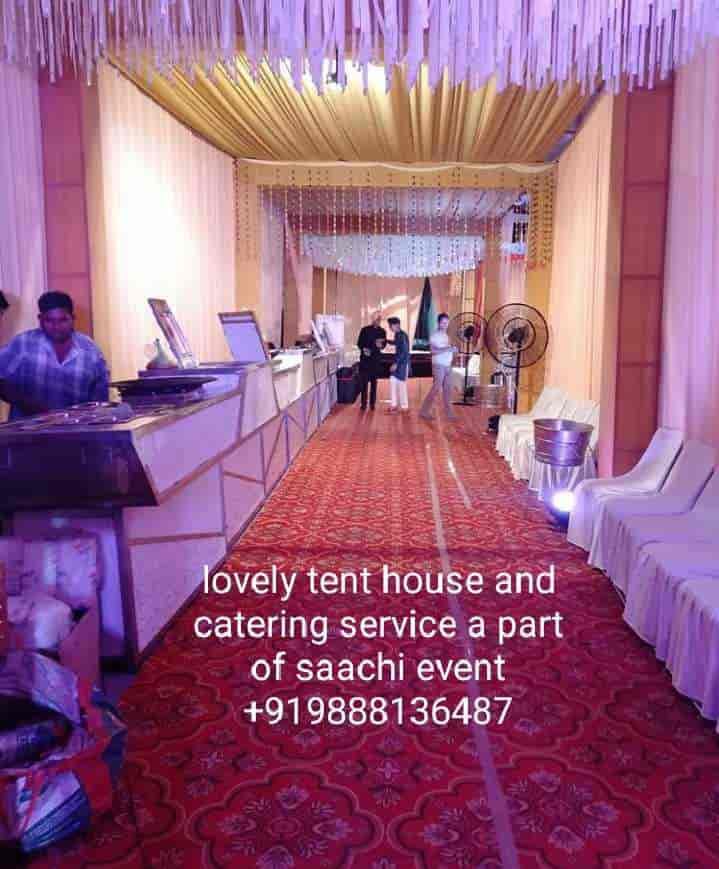 lovely tent house and
catering service a part
of saachi event
+919888136487